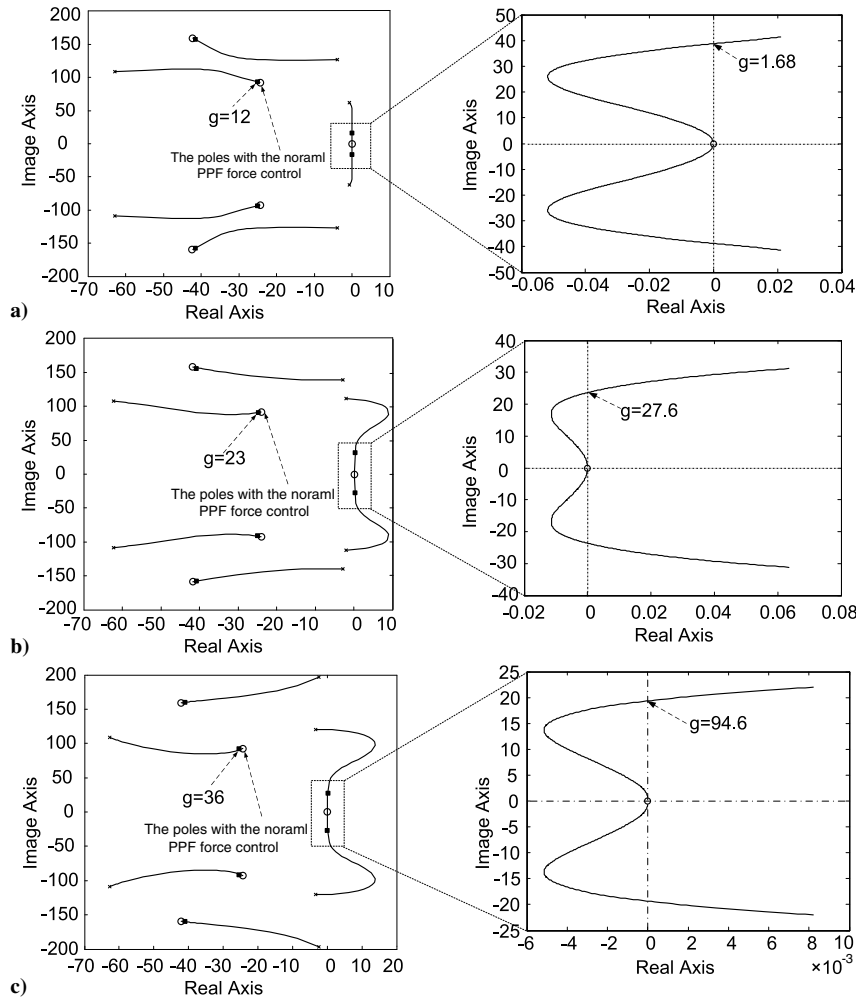 200
150
100
50
0
-50
-100
-150
-200
-70 -60 -50 -40 -30 -20 -10 0 10
Image Axis
Real Axis
g=12
The poles with the noraml
PPF force control
a)
50
40
30
20
10
0
-10
-20
-30
-40
-50
-0.06 -0.04 -0.02 0 0.02 0.04
Image Axis
Real Axis
g=1.68
200
150
100
50
0
-50
-100
-150
-200
-70 -60 -50 -40 -30 -20 -10 0 10
Image Axis
Real Axis
g=23
The poles with the noraml
PPF force control
b)
40
30
20
10
0
-10
-20
-30
-40
-0.02 0 0.02 0.04 0.06 0.08
Image Axis
Real Axis
g=27.6
200
150
100
50
0
-50
-100
-150
-200
-70 -60 -50 -40 -30 -20 -10 0 10 20
Image Axis
Real Axis
g=36
The poles with the noraml
PPF force control
c)
25
20
15
10
5
0
-5
-10
-15
-20
-25
-6 -4 -2 0 2 4 6 8 10
×10⁻³
Image Axis
Real Axis
g=94.6